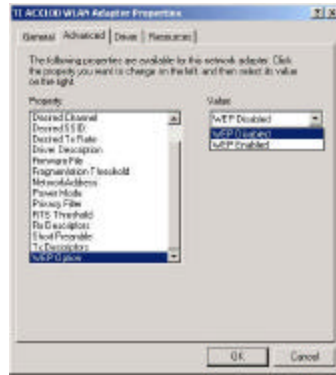 TI ACX100 WLAN Adapter Properties
General Advanced Driver Resources
The following properties are available for this network adapter. Click
the property you want to change on the left, and then select its value
on the right.
Property:
Value:
Desired Channel
Desired SSID
Desired Tx Rate
Driver Description
Firmware File
Fragmentation Threshold
NetworkAddress
Power Mode
Privacy Filter
RTS Threshold
Rx Descriptors
Short Preamble
Tx Descriptors
WEP Option
WEP Disabled
WEP Disabled
WEP Enabled
OK
Cancel